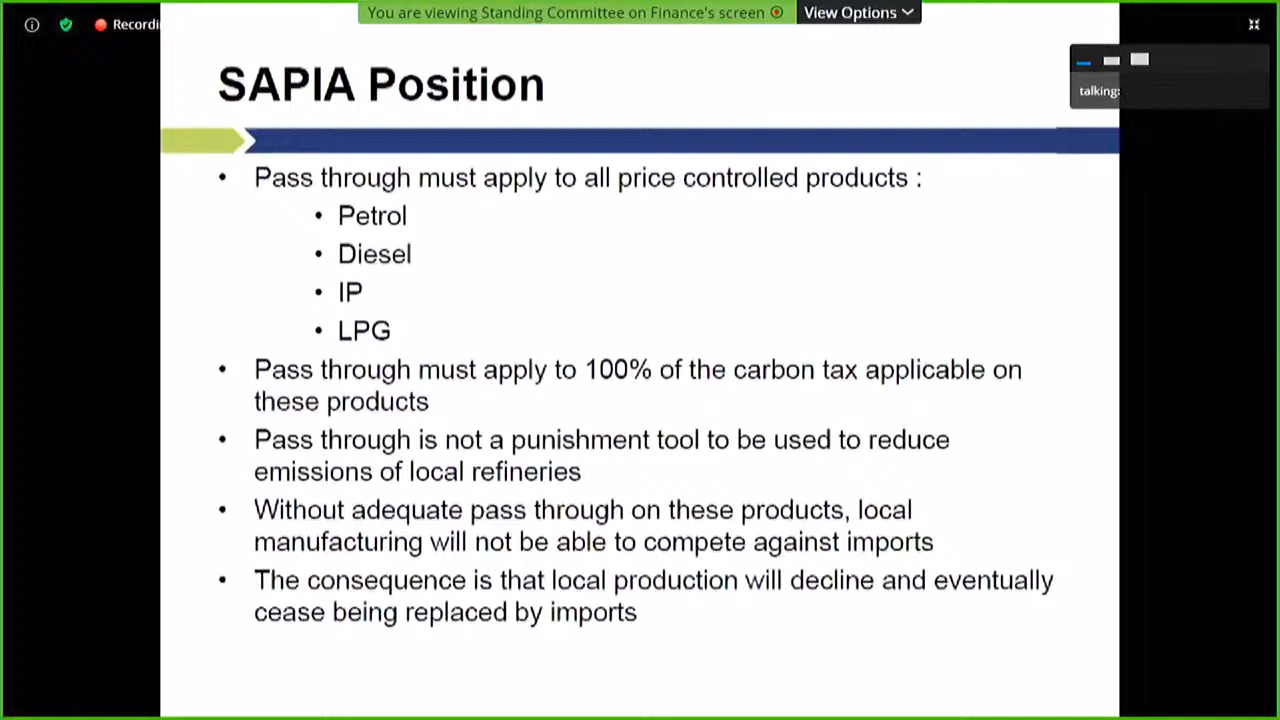 You are viewing Standing Committee on Finance's screen
View Options
Recordi
talking:
SAPIA Position
• Pass through must apply to all price controlled products :
• Petrol
• Diesel
• IP
• LPG
• Pass through must apply to 100% of the carbon tax applicable on
these products
• Pass through is not a punishment tool to be used to reduce
emissions of local refineries
• Without adequate pass through on these products, local
manufacturing will not be able to compete against imports
• The consequence is that local production will decline and eventually
cease being replaced by imports